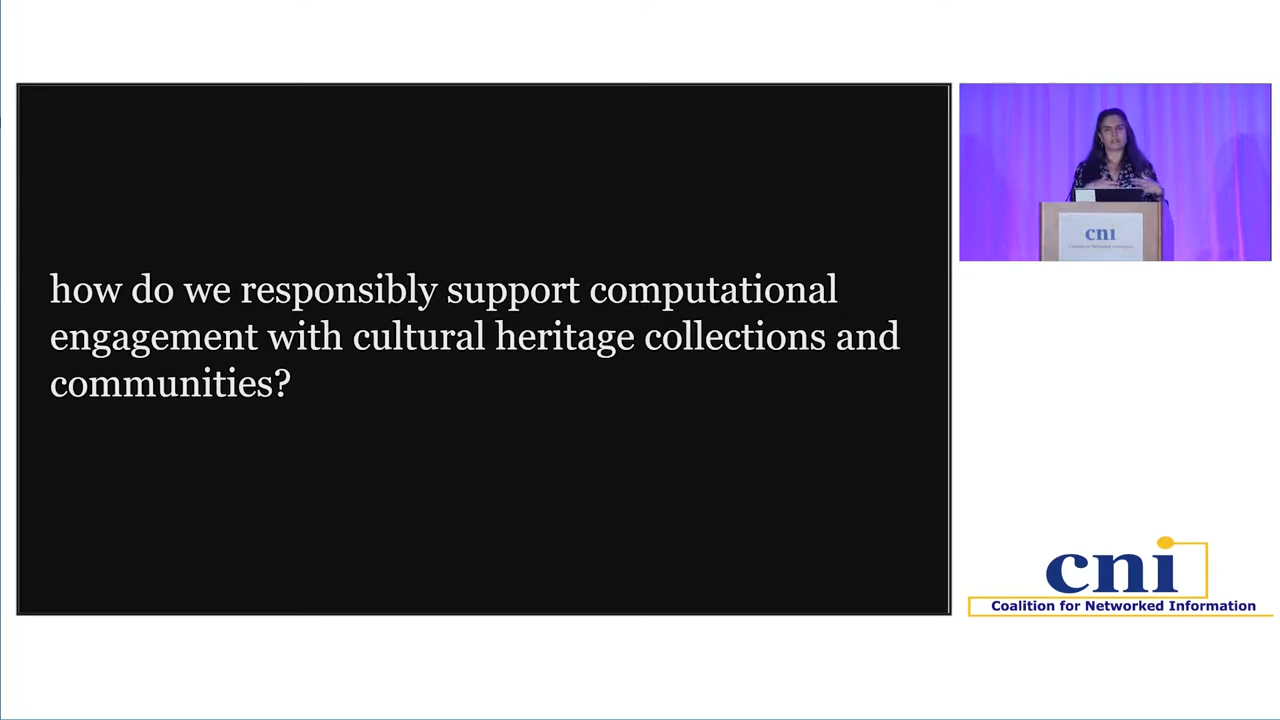 how do we responsibly support computational
engagement with cultural heritage collections and
communities?
cni
cni
Coalition for Networked Information